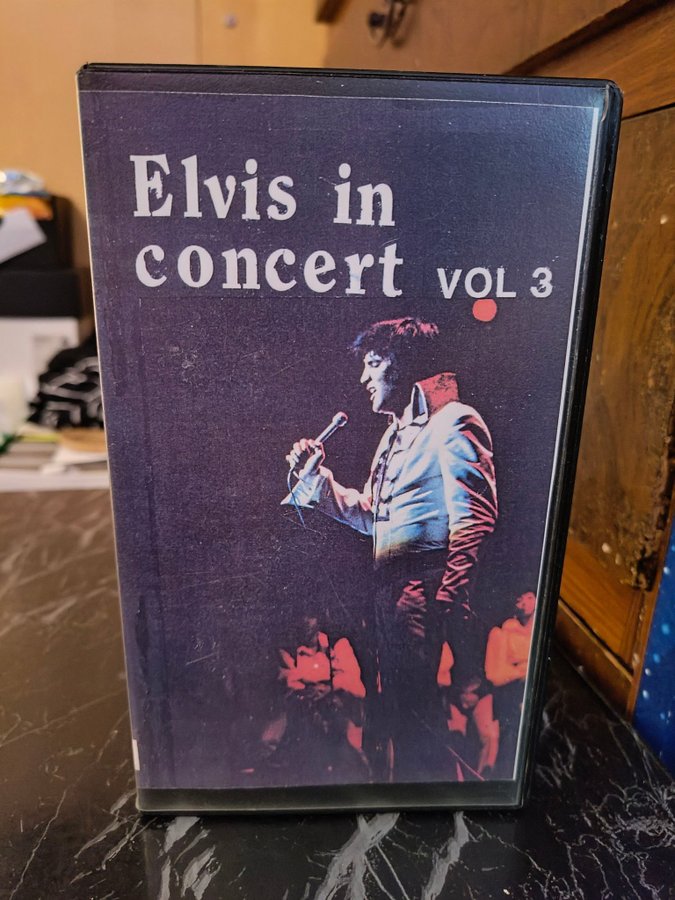 Elvis in
concert VOL 3